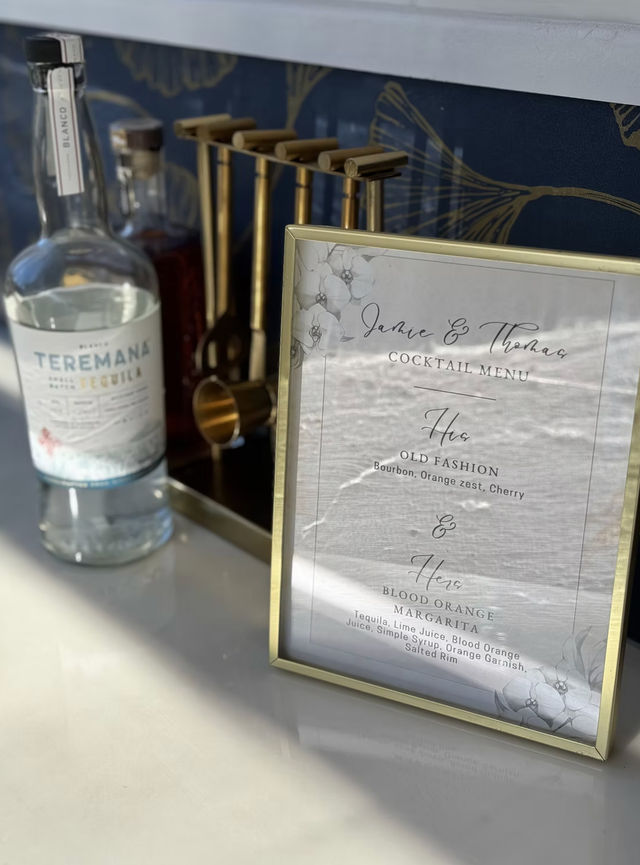 BLANCO
BLANCO
TEREMANA
SMALL
BATCH TEQUILA
Jamie & Thomas
COCKTAIL MENU
His
OLD FASHION
Bourbon, Orange zest, Cherry
&
Hers
BLOOD ORANGE
MARGARITA
Tequila, Lime Juice, Blood Orange
Juice, Simple Syrup, Orange Garnish,
Salted Rim